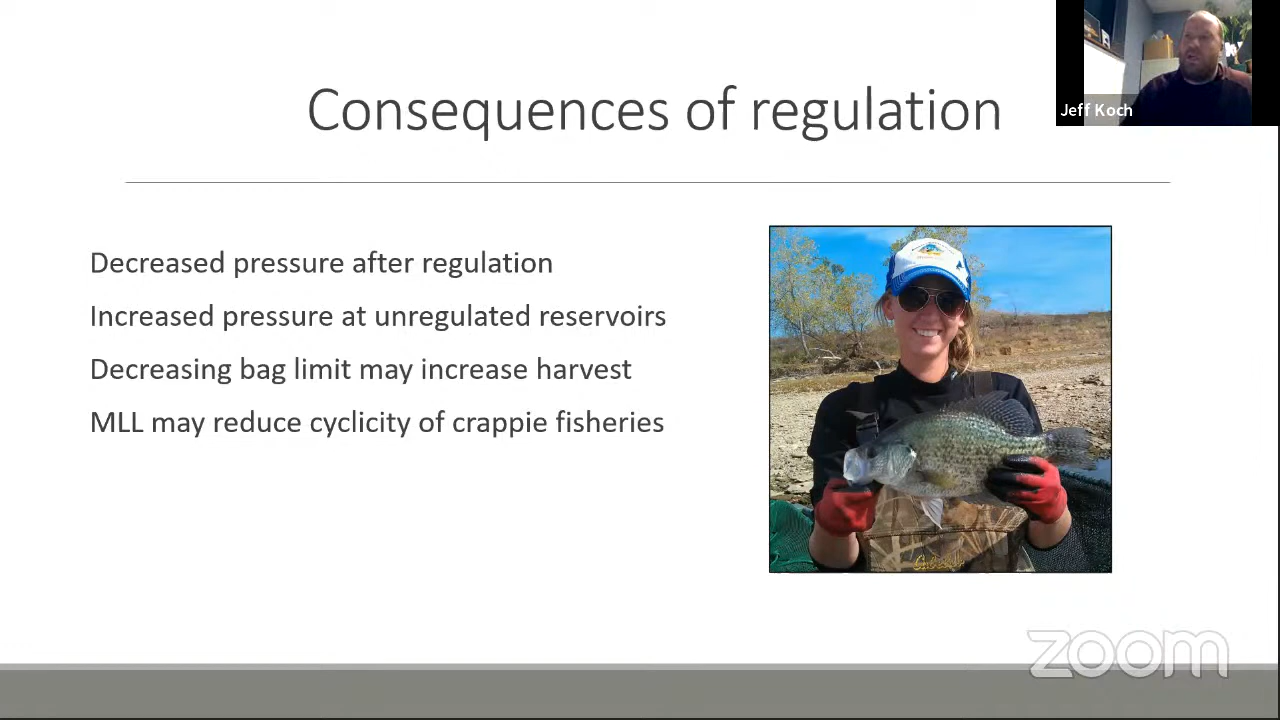 Consequences of regulation
Jeff Koch
Decreased pressure after regulation
Increased pressure at unregulated reservoirs
Decreasing bag limit may increase harvest
MLL may reduce cyclicity of crappie fisheries
Cabela's
zoom